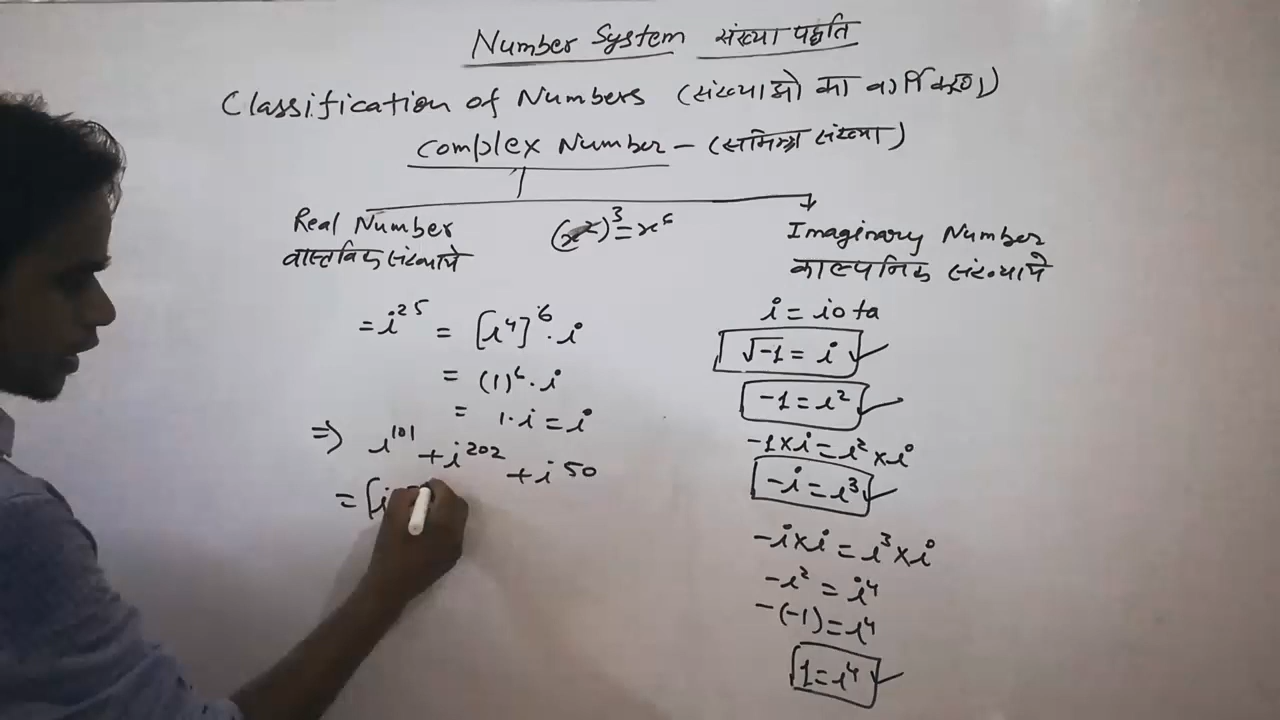 Number System संख्या पद्धति
Classification of Numbers (संख्याओ का वर्गिकरण)
Complex Number - (समिश्र संख्या)
Real Number
वास्तविक संख्याये
(x²)³ = x⁶
Imaginary Number
काल्पनिक संख्याये
= i²⁵ = [i⁴]⁶ · i
= (1)⁶ · i
= 1 · i = i
⇒ i¹⁰¹ + i²⁰² + i⁵⁰
= [i
i = iota
√-1 = i
-1 = i²
-1 × i = i² × i
-i = i³
-i × i = i³ × i
-i² = i⁴
-(-1) = i⁴
1 = i⁴